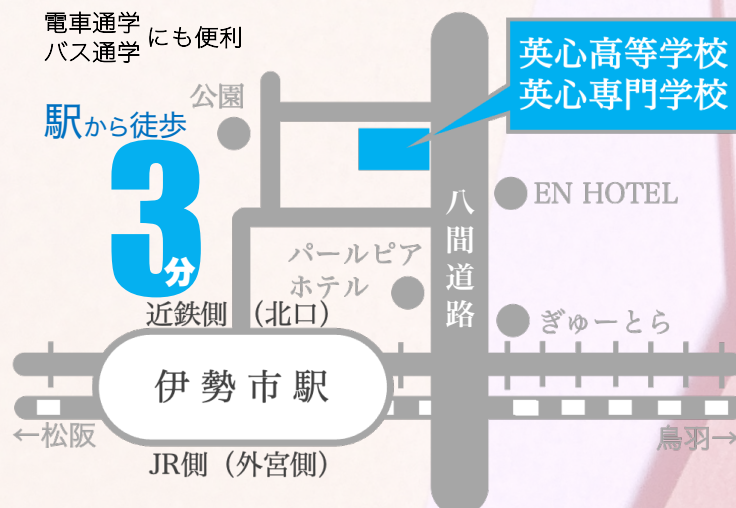 電車通学
バス通学
にも便利
英心高等学校
英心専門学校
公園
駅から徒歩
3分
八間道路
EN HOTEL
パールピア
ホテル
ぎゅーとら
近鉄側 (北口)
伊勢市駅
←松阪
鳥羽→
JR側 (外宮側)